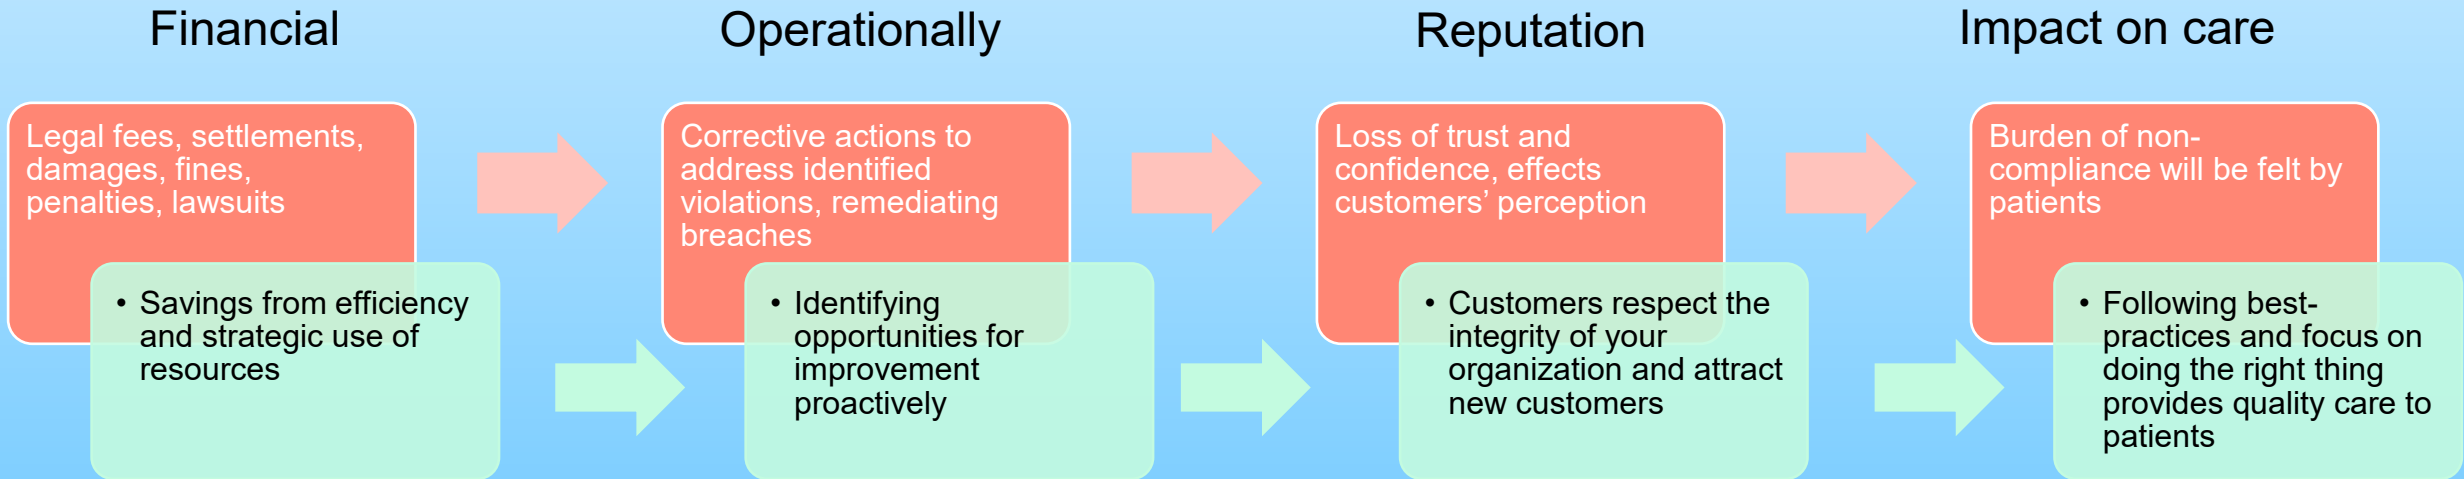 Financial
Operationally
Reputation
Impact on care
Legal fees, settlements,
damages, fines,
penalties, lawsuits
• Savings from efficiency
and strategic use of
resources
Corrective actions to
address identified
violations, remediating
breaches
• Identifying
opportunities for
improvement
proactively
Loss of trust and
confidence, effects
customers’ perception
• Customers respect the
integrity of your
organization and attract
new customers
Burden of non-
compliance will be felt by
patients
• Following best-
practices and focus on
doing the right thing
provides quality care to
patients